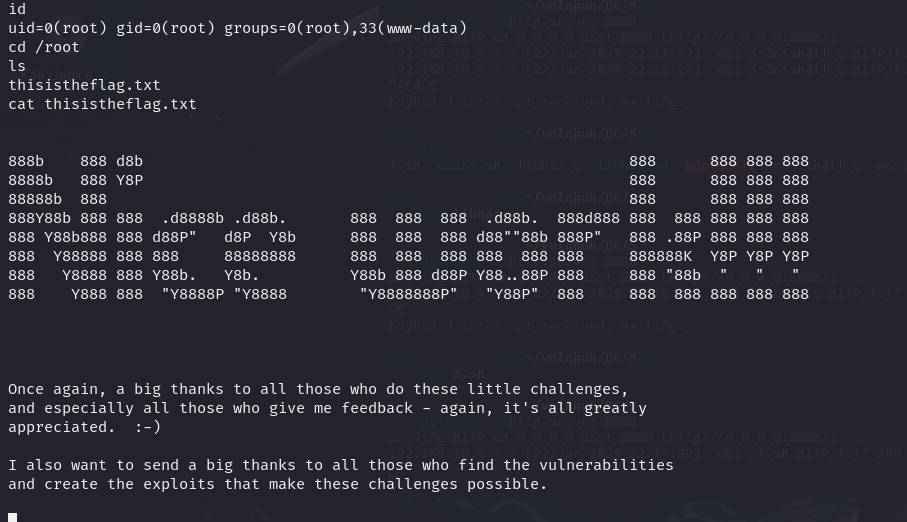 id
uid=0(root) gid=0(root) groups=0(root),33(www-data)
cd /root
ls
thisistheflag.txt
cat thisistheflag.txt
888b    888 d8b                                                      888      888 888 888
8888b   888 Y8P                                                      888      888 888 888
88888b  888                                                          888      888 888 888
888Y88b 888 888  .d8888b .d88b.       888  888  888  .d88b.  888d888 888  888 888 888 888
888 Y88b888 888 d88P"   d8P  Y8b      888  888  888 d88""88b 888P"   888 .88P 888 888 888
888  Y88888 888 888     88888888      888  888  888 888  888 888     888888K  Y8P Y8P Y8P
888   Y8888 888 Y88b.   Y8b.          Y88b 888 d88P Y88..88P 888     888 "88b  "   "   "
888    Y888 888  "Y8888P "Y8888        "Y8888888P"   "Y88P"  888     888  888 888 888 888
Once again, a big thanks to all those who do these little challenges,
and especially all those who give me feedback - again, it's all greatly
appreciated.  :-)
I also want to send a big thanks to all those who find the vulnerabilities
and create the exploits that make these challenges possible.